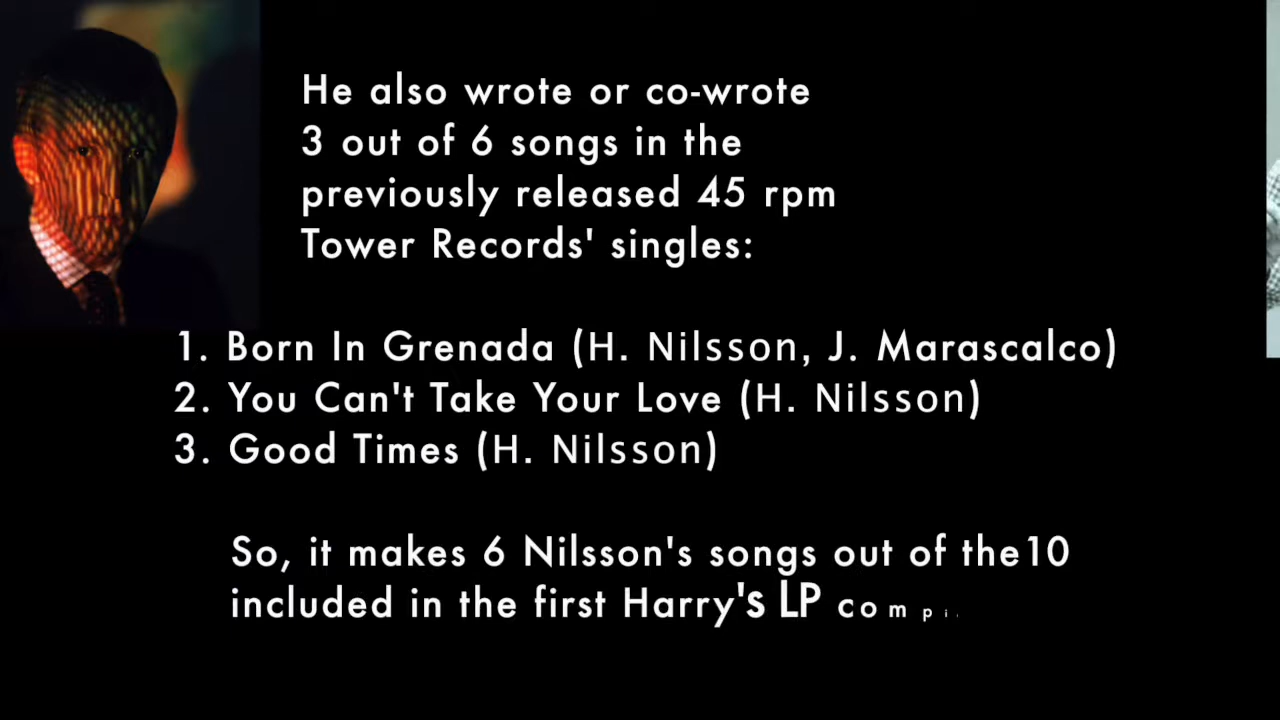 He also wrote or co-wrote
3 out of 6 songs in the
previously released 45 rpm
Tower Records' singles:
1. Born In Grenada (H. Nilsson, J. Marascalco)
2. You Can't Take Your Love (H. Nilsson)
3. Good Times (H. Nilsson)
So, it makes 6 Nilsson's songs out of the10
included in the first Harry's LP compi